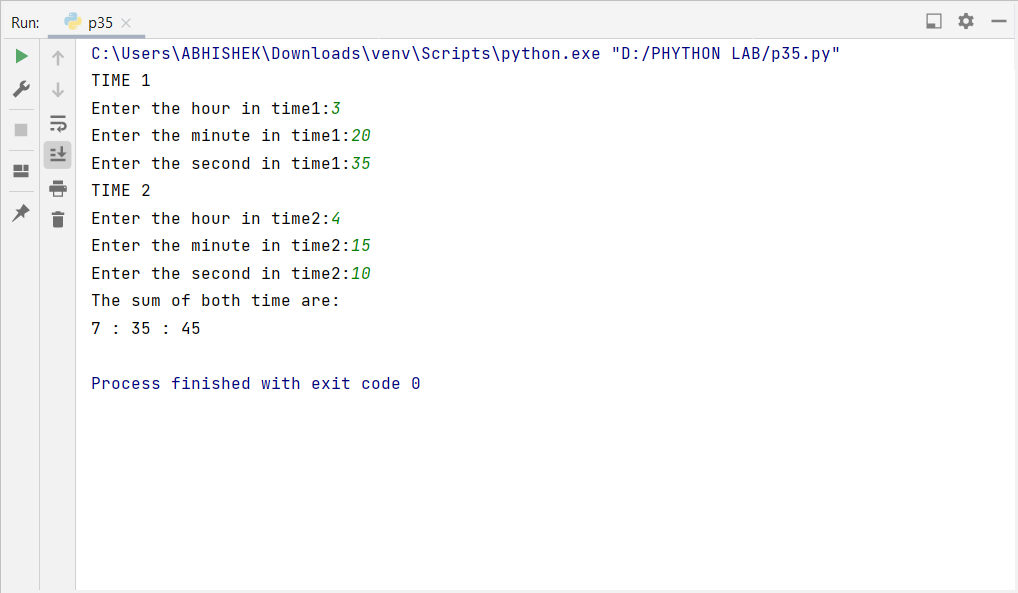 Run: p35
C:\Users\ABHISHEK\Downloads\venv\Scripts\python.exe "D:/PHYTHON LAB/p35.py"
TIME 1
Enter the hour in time1:3
Enter the minute in time1:20
Enter the second in time1:35
TIME 2
Enter the hour in time2:4
Enter the minute in time2:15
Enter the second in time2:10
The sum of both time are:
7 : 35 : 45
Process finished with exit code 0